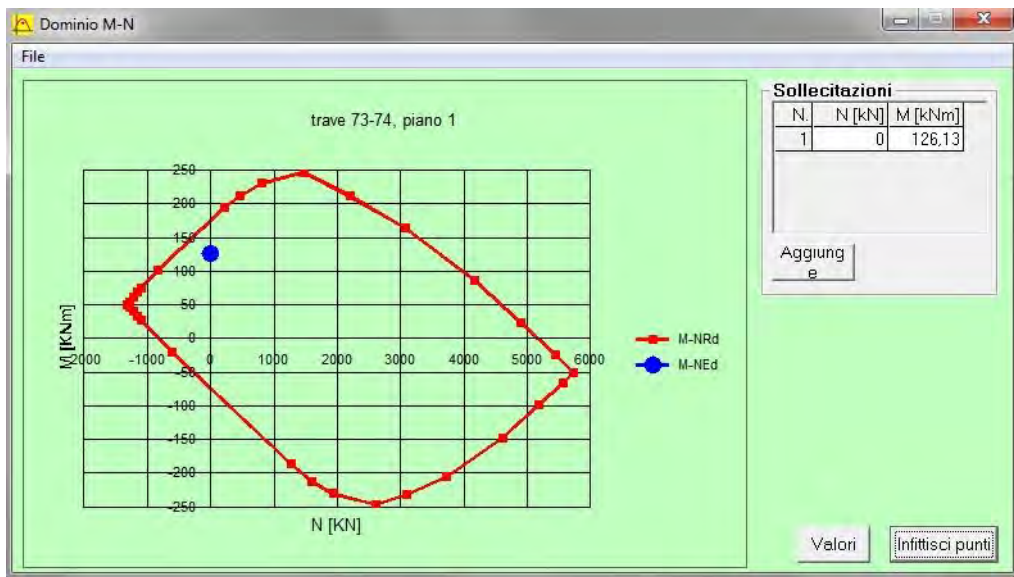 Dominio M-N
File
trave 73-74, piano 1
250
200
150
100
50
0
-50
-100
-150
-200
-250
M [KNm]
2000 1000 0 1000 2000 3000 4000 5000 6000
N [KN]
M-NRd
M-NEd
Sollecitazioni
N. N [kN] M [kNm]
1 0 126,13
Aggiung
e
Valori
Infittisci punti